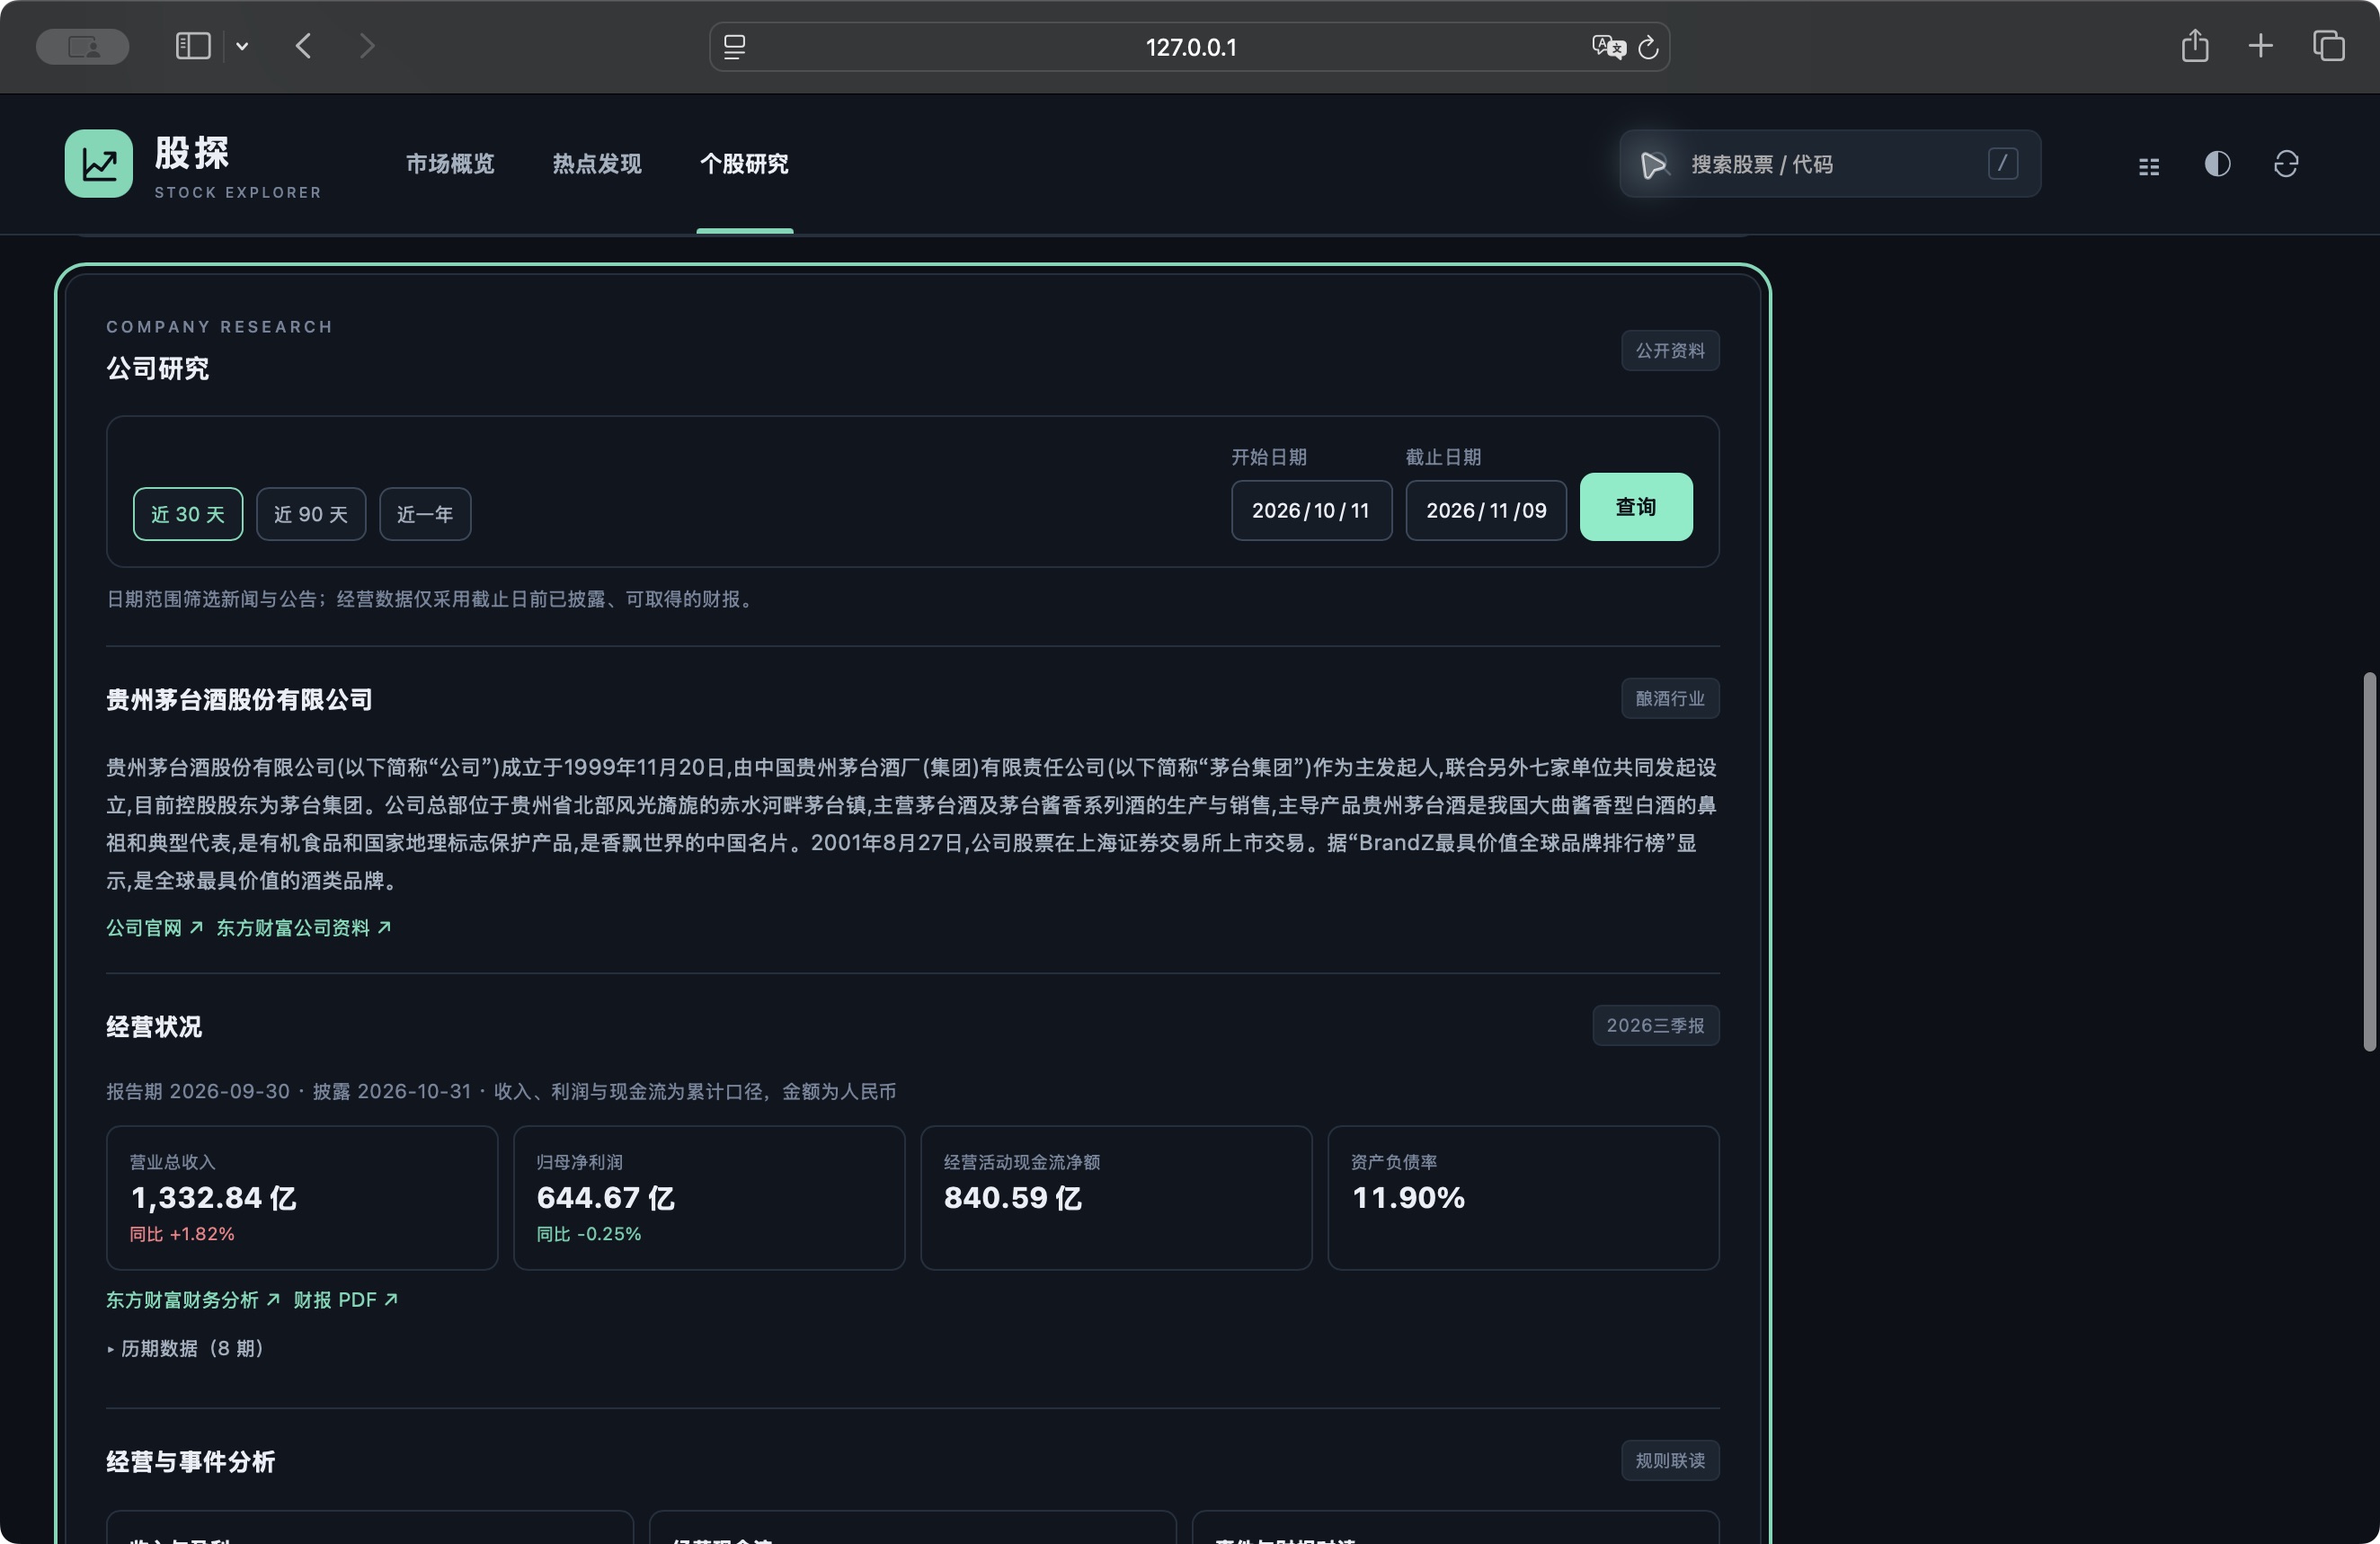 127.0.0.1
股探
STOCK EXPLORER
市场概览
热点发现
个股研究
搜索股票 / 代码
/
COMPANY RESEARCH
公司研究
公开资料
开始日期
截止日期
近 30 天
近 90 天
近一年
2026/10/11
2026/11/09
查询
日期范围筛选新闻与公告；经营数据仅采用截止日前已披露、可取得的财报。
贵州茅台酒股份有限公司
酿酒行业
贵州茅台酒股份有限公司(以下简称“公司”)成立于1999年11月20日,由中国贵州茅台酒厂(集团)有限责任公司(以下简称“茅台集团”)作为主发起人,联合另外七家单位共同发起设
立,目前控股股东为茅台集团。公司总部位于贵州省北部风光旖旎的赤水河畔茅台镇,主营茅台酒及茅台酱香系列酒的生产与销售,主导产品贵州茅台酒是我国大曲酱香型白酒的鼻
祖和典型代表,是有机食品和国家地理标志保护产品,是香飘世界的中国名片。2001年8月27日,公司股票在上海证券交易所上市交易。据“BrandZ最具价值全球品牌排行榜”显
示,是全球最具价值的酒类品牌。
公司官网 ↗ 东方财富公司资料 ↗
经营状况
2026三季报
报告期 2026-09-30 · 披露 2026-10-31 · 收入、利润与现金流为累计口径，金额为人民币
营业总收入
1,332.84 亿
同比 +1.82%
归母净利润
644.67 亿
同比 -0.25%
经营活动现金流净额
840.59 亿
资产负债率
11.90%
东方财富财务分析 ↗ 财报 PDF ↗
▸ 历期数据（8 期）
经营与事件分析
规则联读